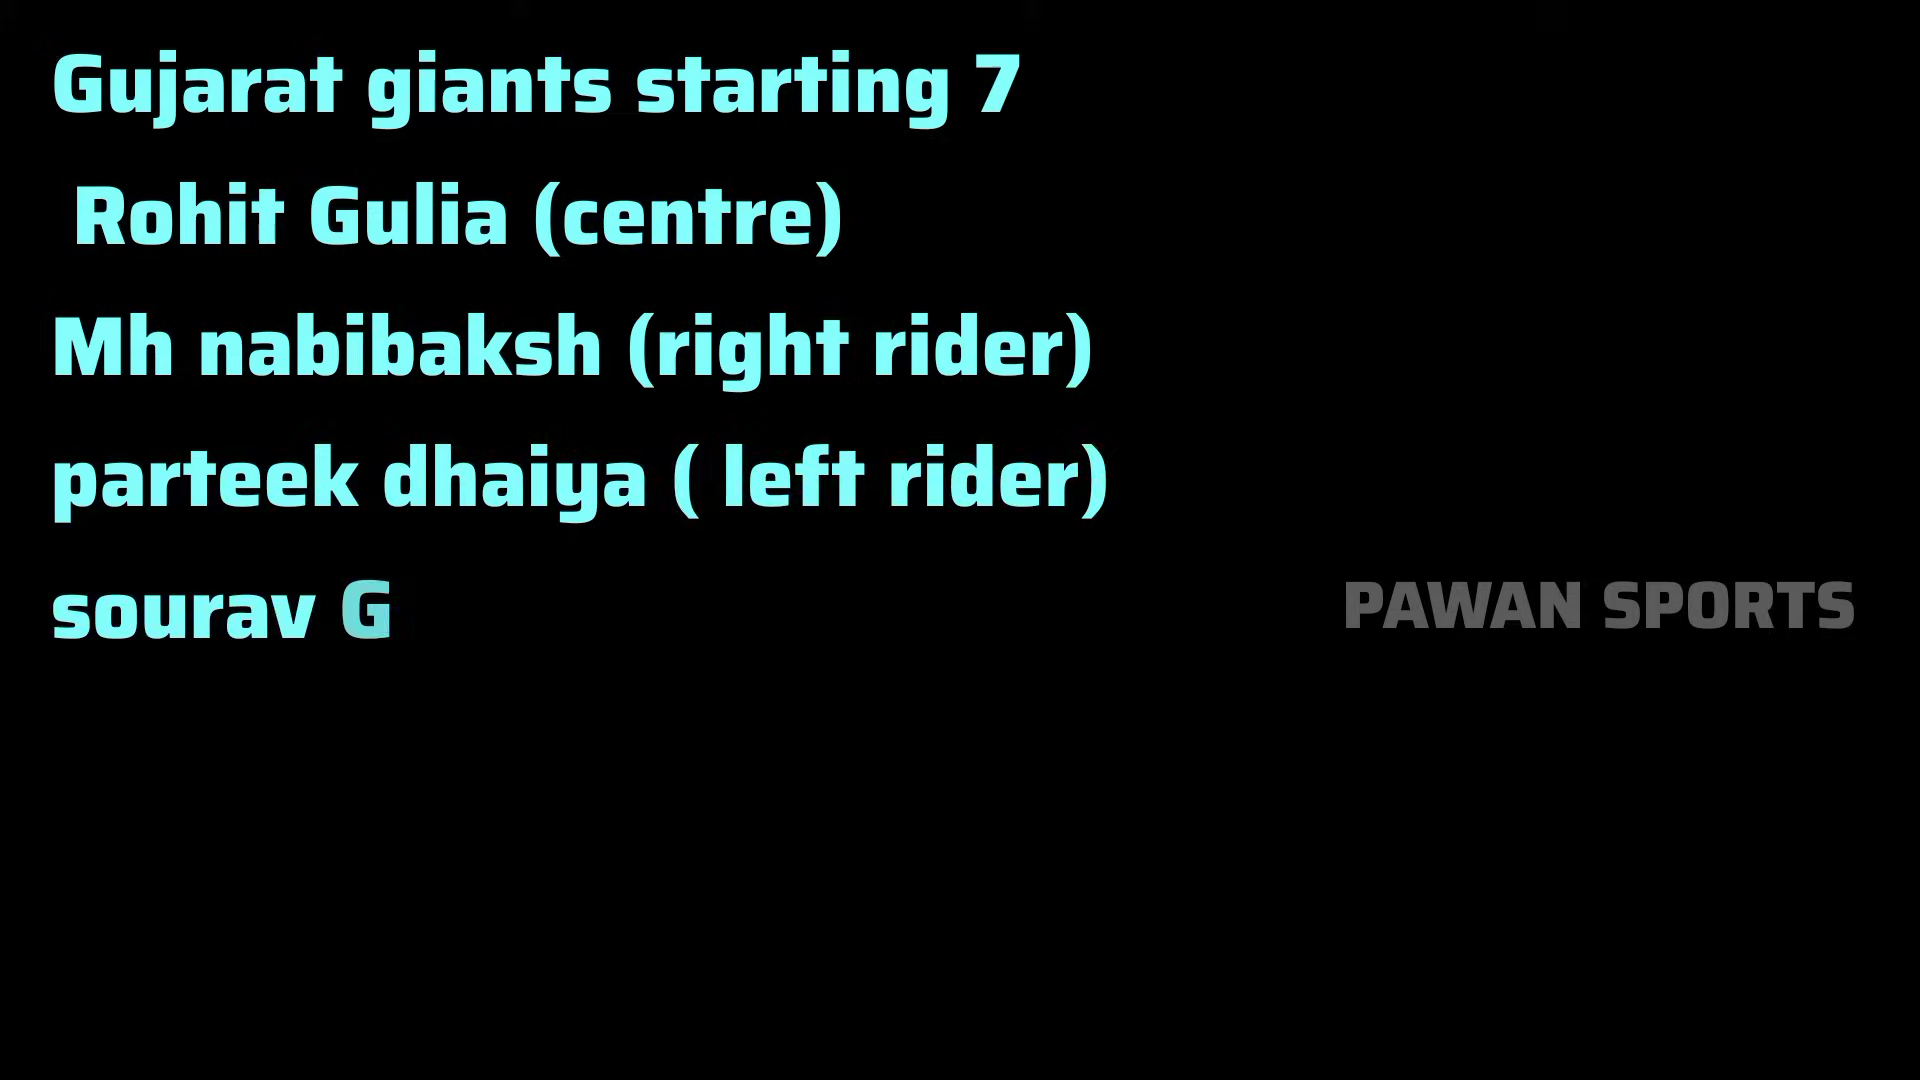 Gujarat giants starting 7
Rohit Gulia (centre)
Mh nabibaksh (right rider)
parteek dhaiya ( left rider)
sourav G
PAWAN SPORTS